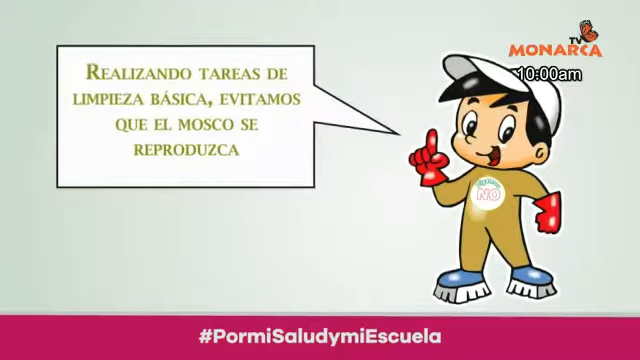 TV
MONARCA
10:00am
REALIZANDO TAREAS DE
LIMPIEZA BÁSICA, EVITAMOS
QUE EL MOSCO SE
REPRODUZCA
NO
#PormiSaludymiEscuela